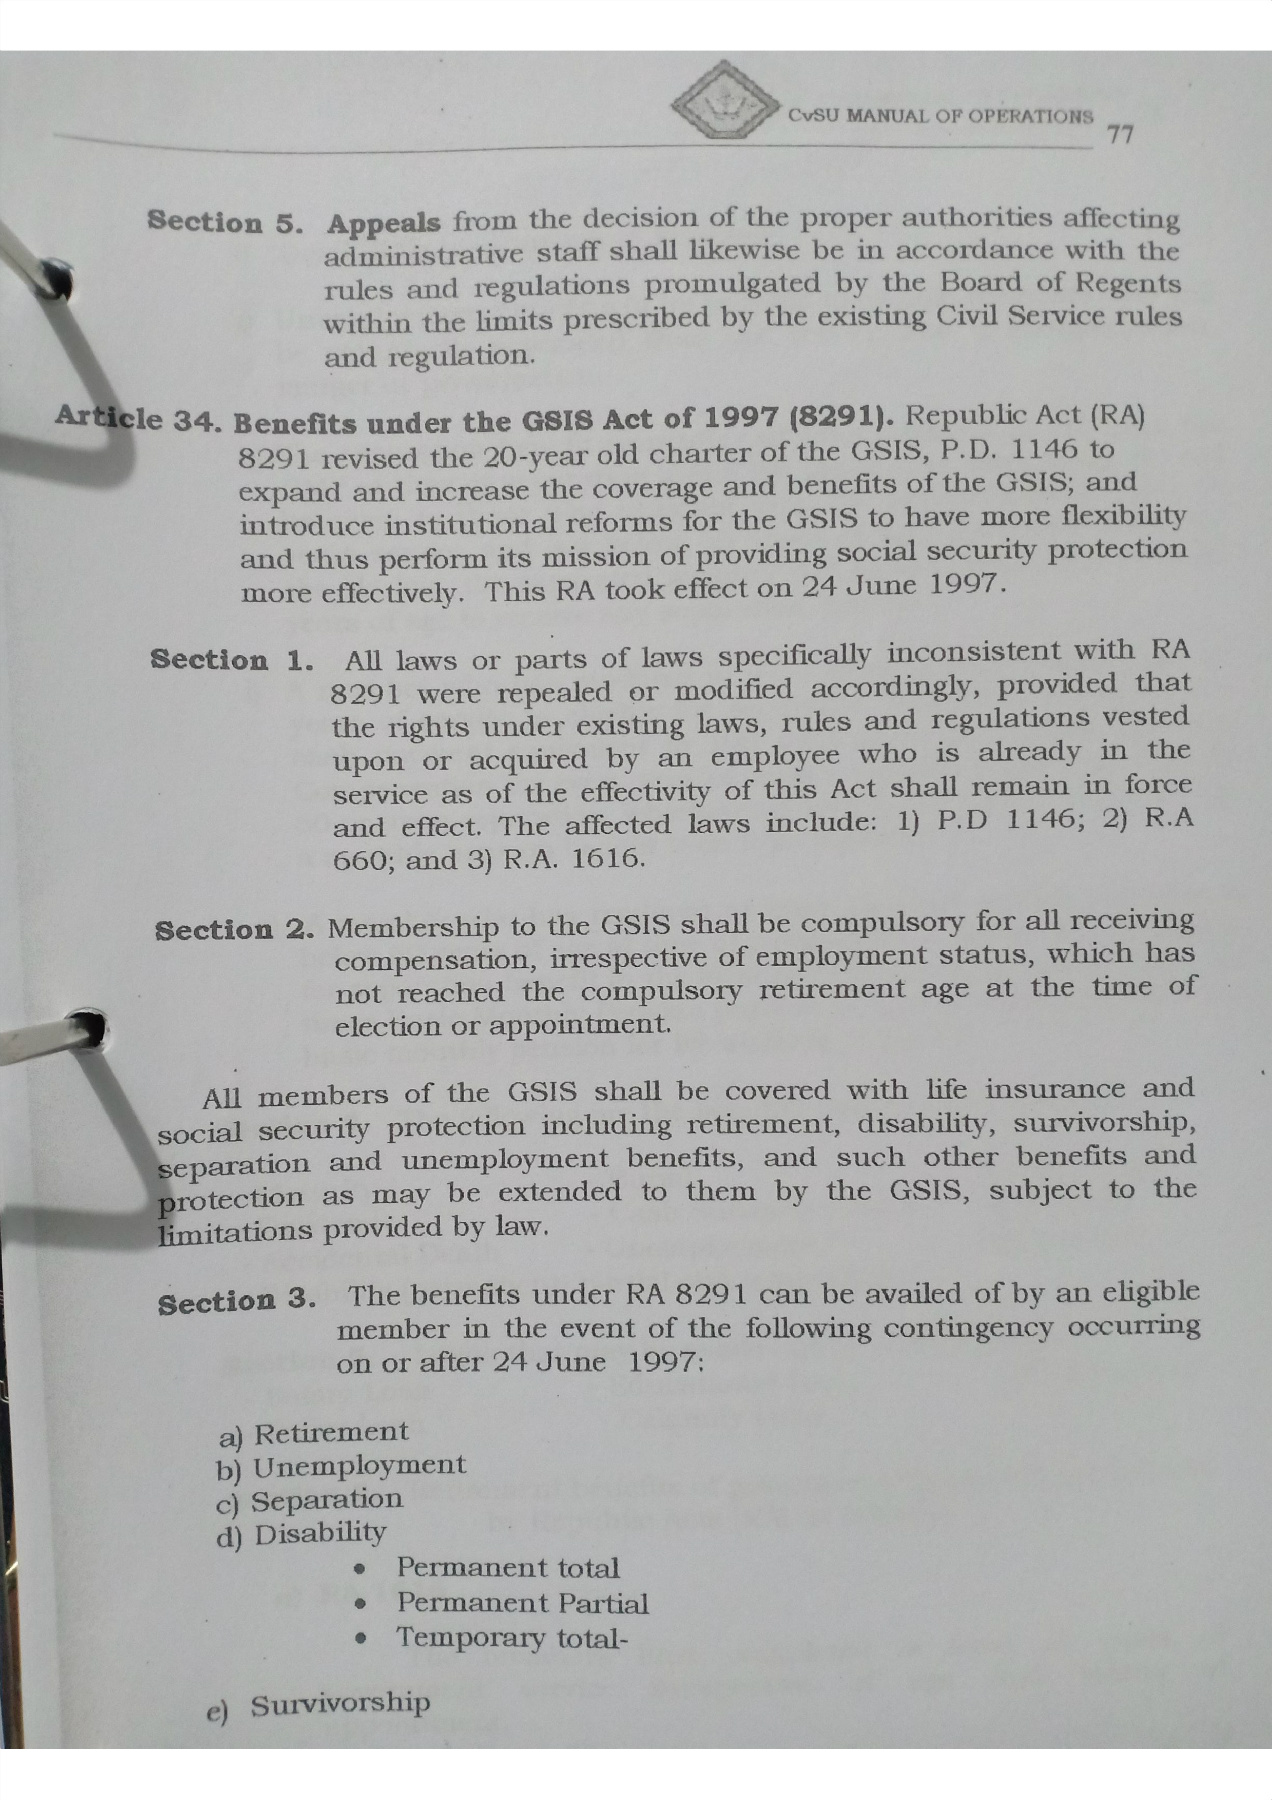 CvSU MANUAL OF OPERATIONS
77
Section 5. Appeals from the decision of the proper authorities affecting
administrative staff shall likewise be in accordance with the
rules and regulations promulgated by the Board of Regents
within the limits prescribed by the existing Civil Service rules
and regulation.
Article 34. Benefits under the GSIS Act of 1997 (8291). Republic Act (RA)
8291 revised the 20-year old charter of the GSIS, P.D. 1146 to
expand and increase the coverage and benefits of the GSIS; and
introduce institutional reforms for the GSIS to have more flexibility
and thus perform its mission of providing social security protection
more effectively. This RA took effect on 24 June 1997.
Section 1. All laws or parts of laws specifically inconsistent with RA
8291 were repealed or modified accordingly, provided that
the rights under existing laws, rules and regulations vested
upon or acquired by an employee who is already in the
service as of the effectivity of this Act shall remain in force
and effect. The affected laws include: 1) P.D 1146; 2) R.A
660; and 3) R.A. 1616.
Section 2. Membership to the GSIS shall be compulsory for all receiving
compensation, irrespective of employment status, which has
not reached the compulsory retirement age at the time of
election or appointment.
All members of the GSIS shall be covered with life insurance and
social security protection including retirement, disability, survivorship,
separation and unemployment benefits, and such other benefits and
protection as may be extended to them by the GSIS, subject to the
limitations provided by law.
Section 3. The benefits under RA 8291 can be availed of by an eligible
member in the event of the following contingency occurring
on or after 24 June 1997:
a) Retirement
b) Unemployment
c) Separation
d) Disability
• Permanent total
• Permanent Partial
• Temporary total-
e) Survivorship